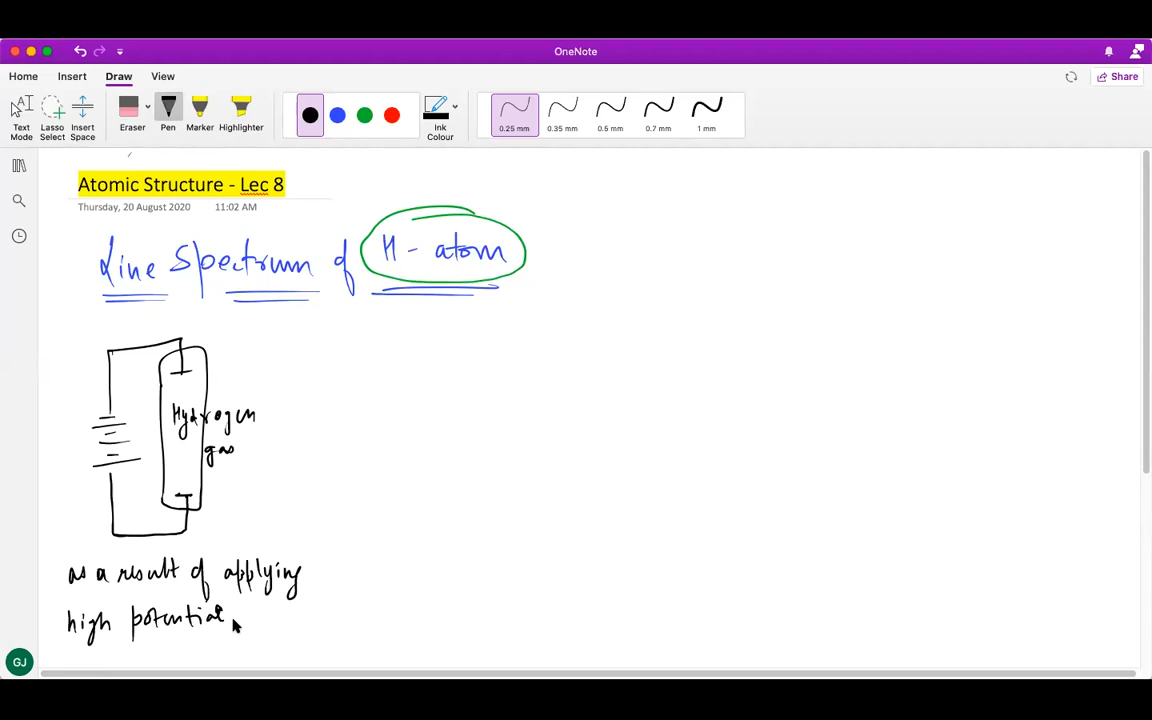 OneNote
Home Insert Draw View
Share
Text Mode
Lasso Select
Insert Space
Eraser
Pen
Marker
Highlighter
Ink Colour
0.25 mm
0.35 mm
0.5 mm
0.7 mm
1 mm
Atomic Structure - Lec 8
Thursday, 20 August 2020 11:02 AM
Line Spectrum of H - atom
Hydrogen
gas
as a result of applying
high potential
GJ